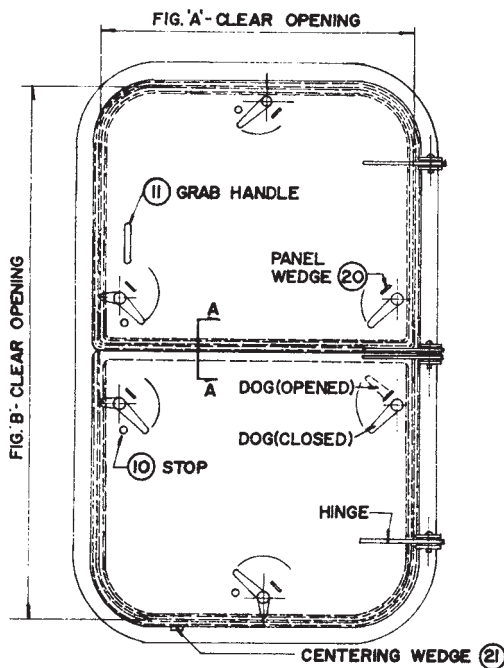 FIG. 'A'- CLEAR OPENING
11 GRAB HANDLE
PANEL
WEDGE 20
FIG. 'B'- CLEAR OPENING
A
A
DOG (OPENED)
DOG (CLOSED)
10 STOP
HINGE
CENTERING WEDGE 21